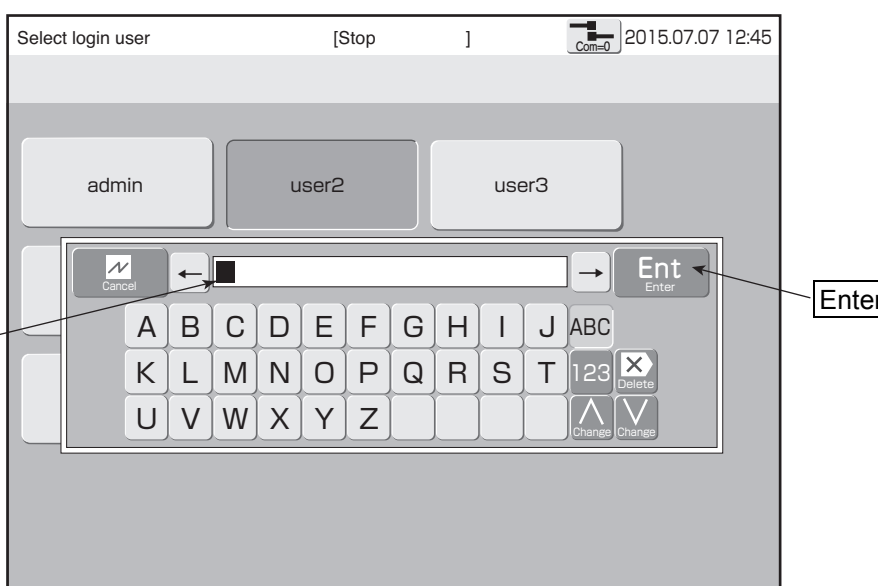 Select login user [Stop ] Com=0 2015.07.07 12:45
admin user2 user3
Cancel ← → Ent
Enter
Enter
A B C D E F G H I J ABC
K L M N O P Q R S T 123 Delete
U V W X Y Z Change Change